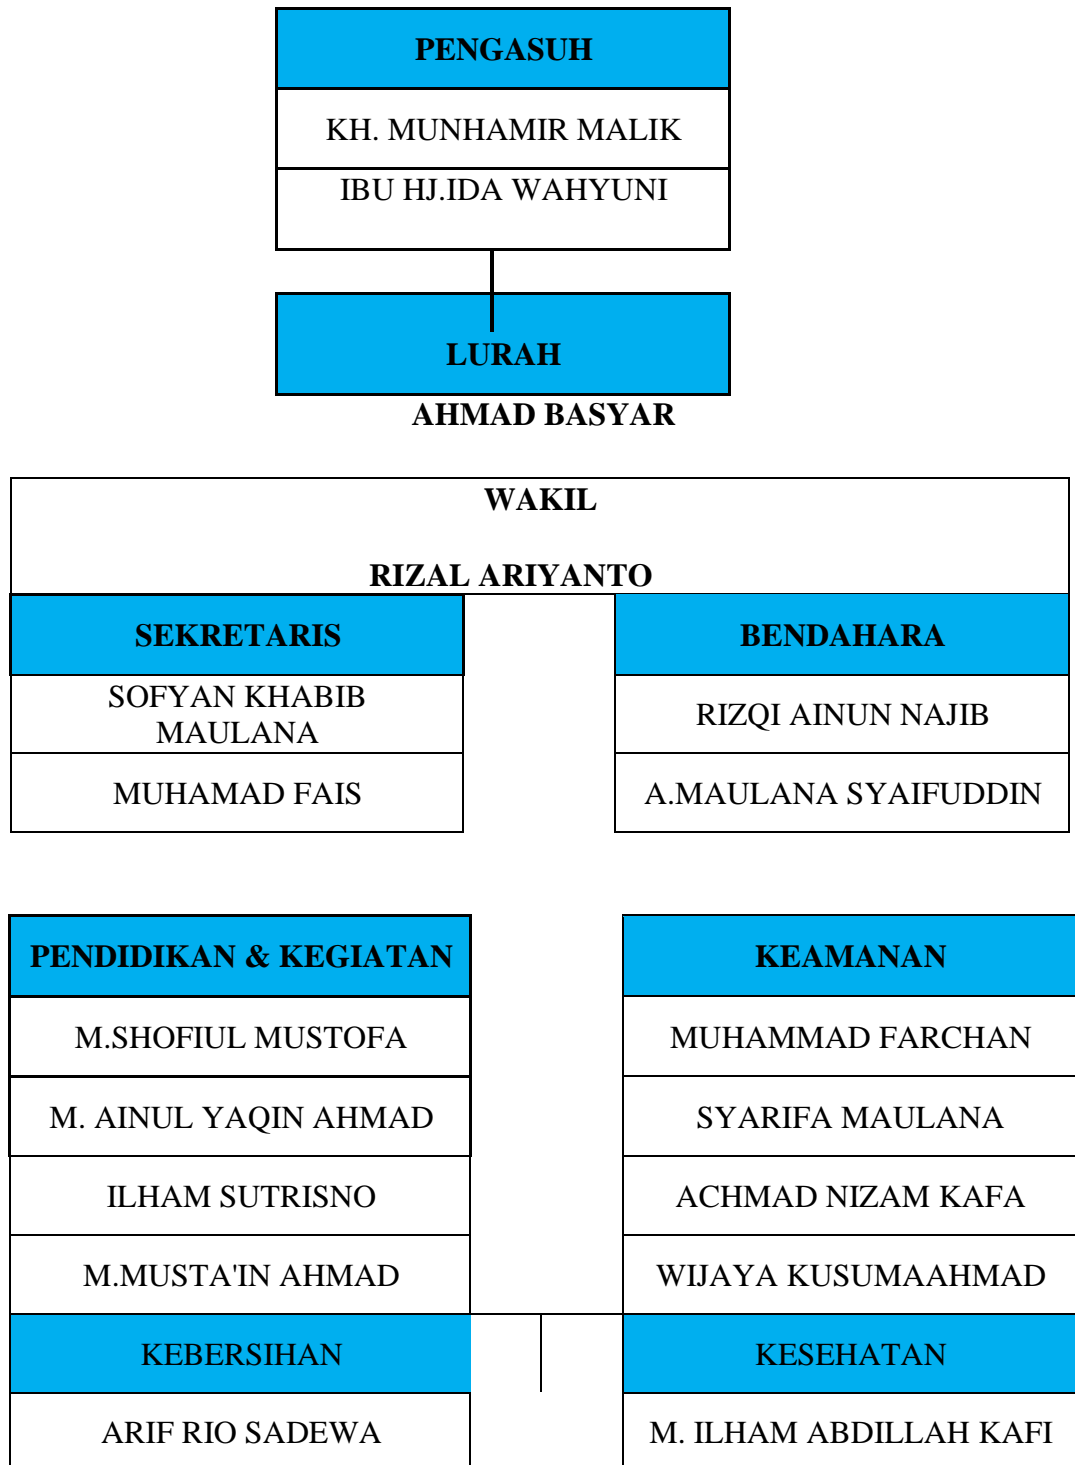 PENGASUH
KH. MUNHAMIR MALIK
IBU HJ.IDA WAHYUNI
LURAH
AHMAD BASYAR
WAKIL
RIZAL ARIYANTO
SEKRETARIS
SOFYAN KHABIB
MAULANA
MUHAMAD FAIS
BENDAHARA
RIZQI AINUN NAJIB
A.MAULANA SYAIFUDDIN
PENDIDIKAN & KEGIATAN
M.SHOFIUL MUSTOFA
M. AINUL YAQIN AHMAD
ILHAM SUTRISNO
M.MUSTA'IN AHMAD
KEAMANAN
MUHAMMAD FARCHAN
SYARIFA MAULANA
ACHMAD NIZAM KAFA
WIJAYA KUSUMAAHMAD
KEBERSIHAN
ARIF RIO SADEWA
KESEHATAN
M. ILHAM ABDILLAH KAFI